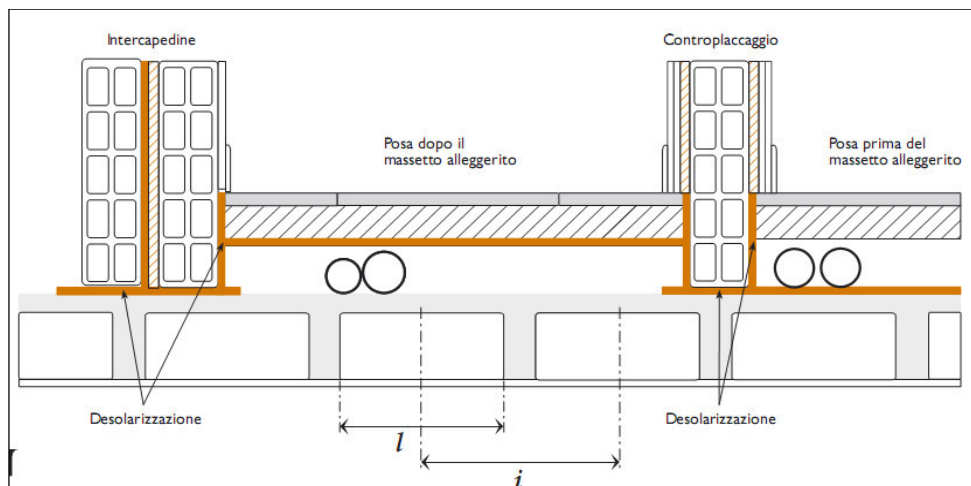 Intercapedine
Controplaccaggio
Posa dopo il
massetto alleggerito
Posa prima del
massetto alleggerito
Desolarizzazione
Desolarizzazione
l
i